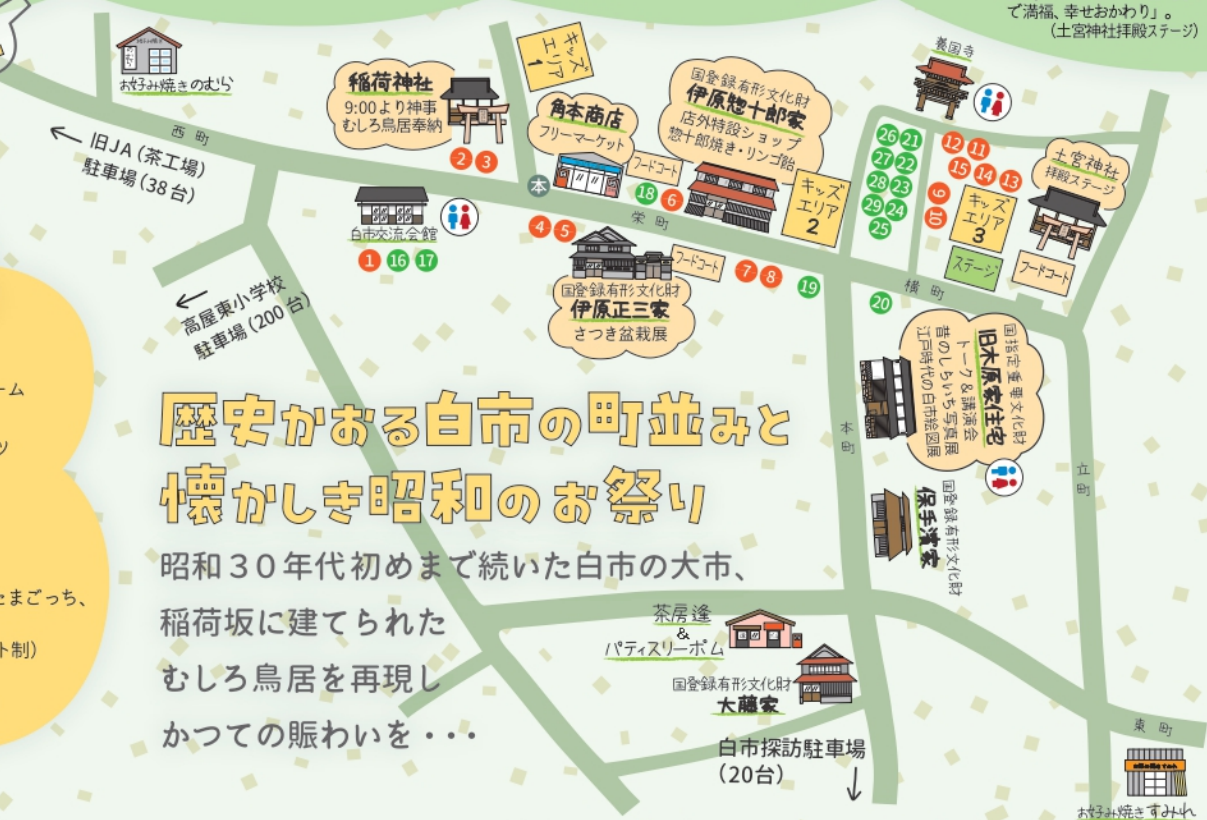 で満福、幸せおかわり」。
(土宮神社拝殿ステージ)
お好み焼きのむら
西町
旧JA(茶工場)
駐車場(38台)
稲荷神社
9:00より神事
むしろ鳥居奉納
2 3
キッズ
エリア
1
角本商店
フリーマーケット
フードコート
18 6
国登録有形文化財
伊原惣十郎家
店外特設ショップ
惣十郎焼き・リンゴ飴
キッズ
エリア
2
養国寺
26 21
27 22
28 23
29 24
25
12 11
15 14 13
9
10
キッズ
エリア
3
ステージ
土宮神社
拝殿ステージ
フードコート
本
栄町
白市交流会館
1 16 17
4 5
国登録有形文化財
伊原正三家
さつき盆栽展
フードコート
7 8
19
20
横町
高屋東小学校
駐車場(200台)
国指定重要文化財
旧木原家住宅
トーク&講演会
昔のしらいち写真展
江戸時代の白市絵図展
本町
立町
国登録有形文化財
保手濱家
歴史かおる白市の町並みと
懐かしき昭和のお祭り
昭和30年代初めまで続いた白市の大市、
稲荷坂に建てられた
むしろ鳥居を再現し
かつての賑わいを・・・
ーム
ツ
たまごっち、
ト制)
茶房逢
&
パティスリーポム
国登録有形文化財
大藤家
白市探訪駐車場
(20台)
東町
お好み焼きすみれ